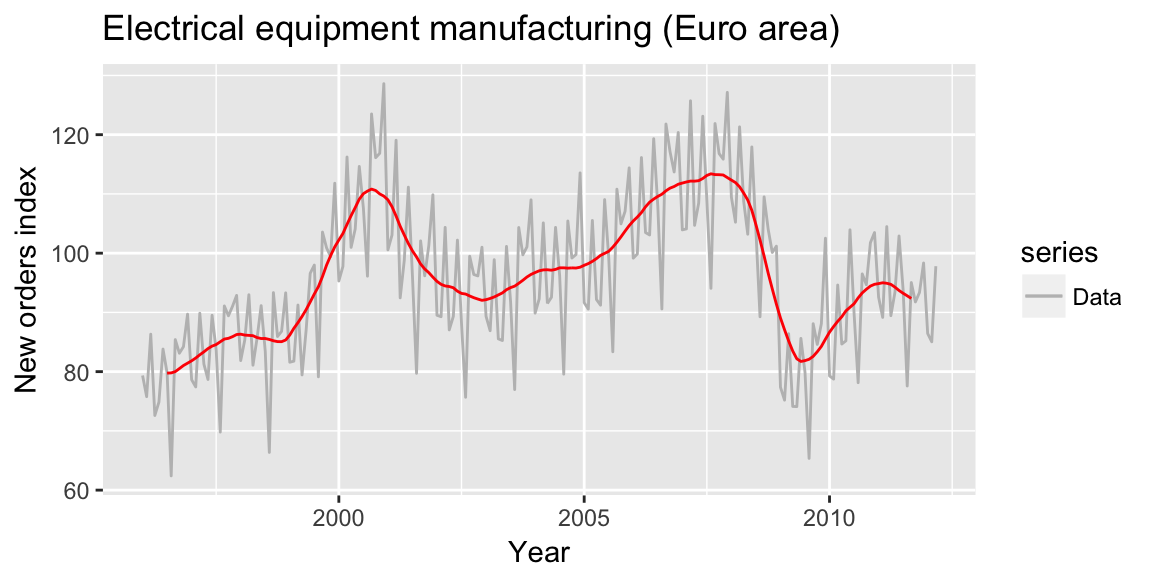 Electrical equipment manufacturing (Euro area)
New orders index
120
100
80
60
2000 2005 2010
Year
series
Data